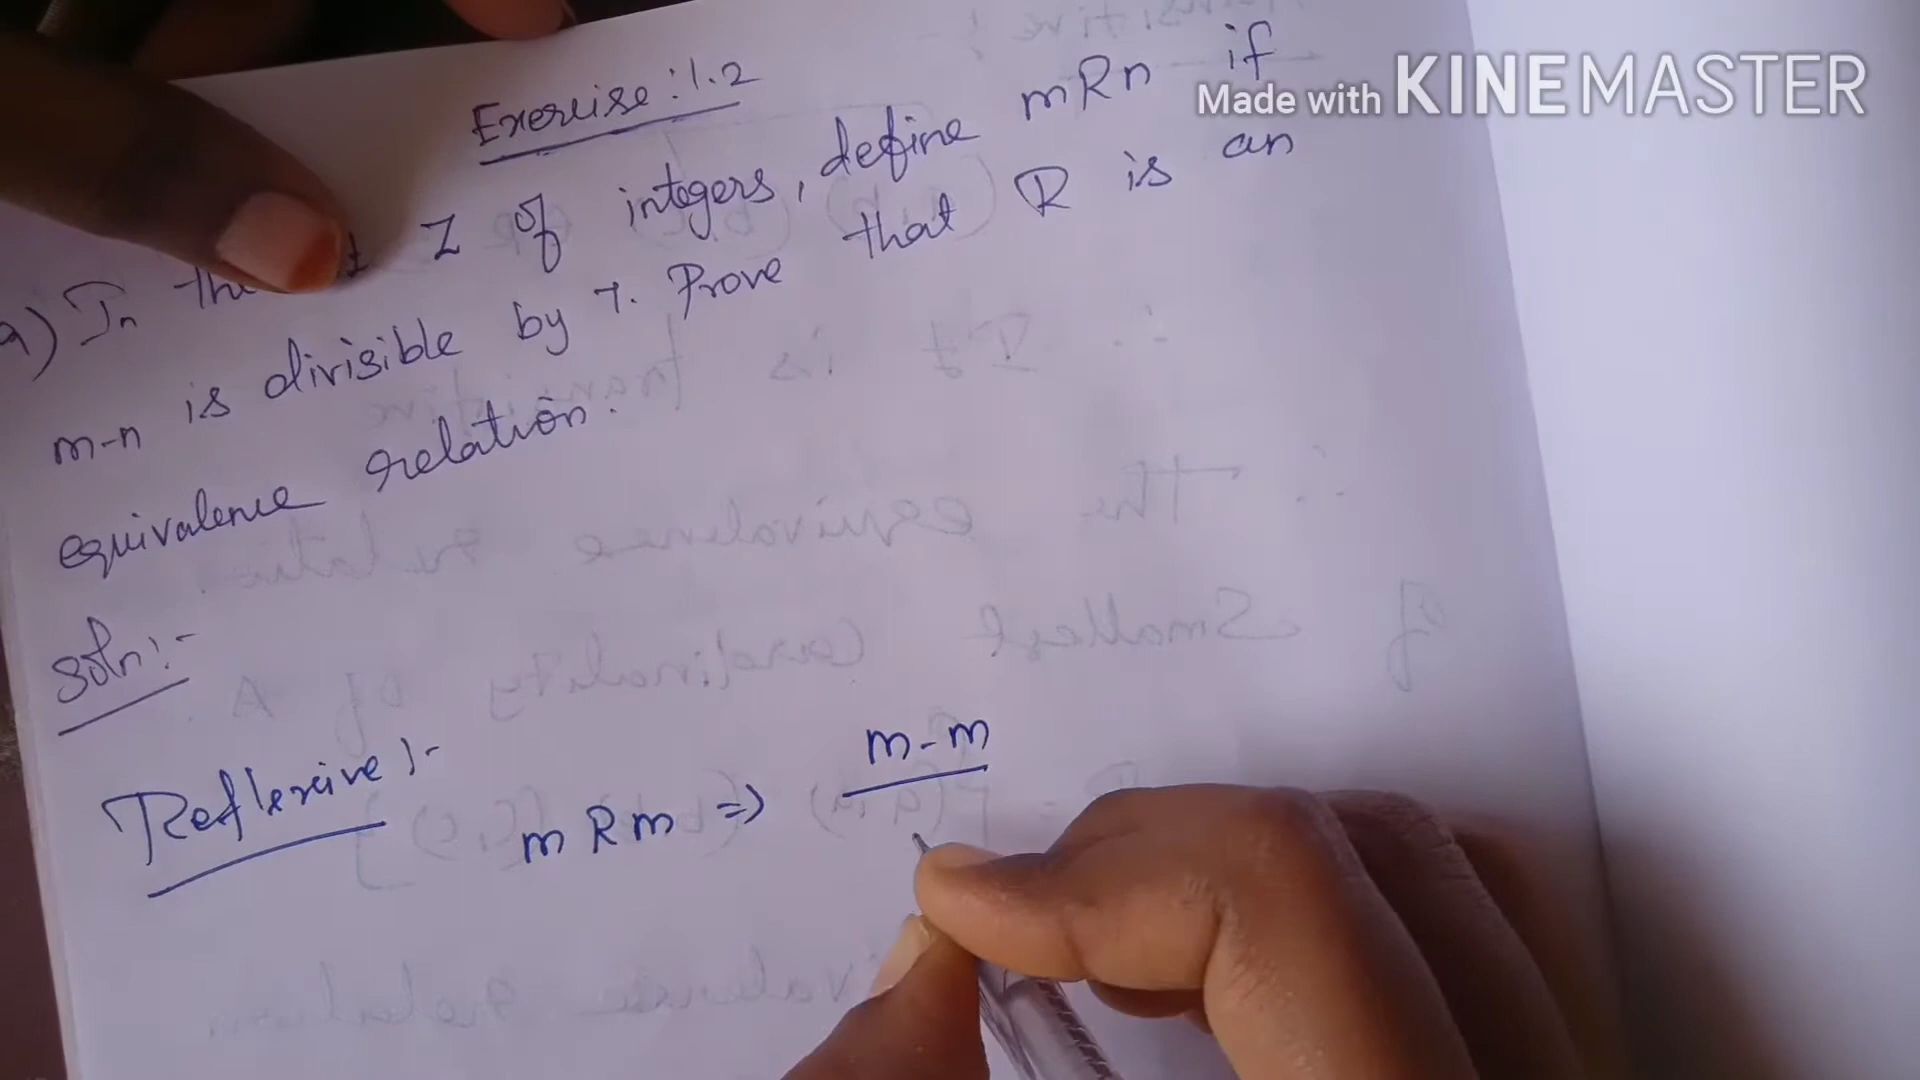 Made with KINEMASTER
Exercise : 1.2
9) In the Z of integers, define mRn if
m-n is divisible by 7. Prove that R is an
equivalence relation.
Soln:-
Reflexive :-
m R m => m-m